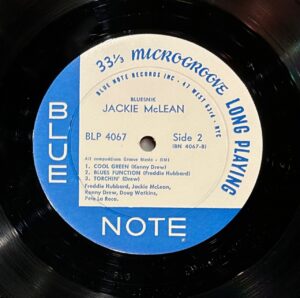 33⅓ MICROGROOVE LONG PLAYING
BLUE NOTE RECORDS INC • 47 WEST 63rd • NYC
BLUESNIK
JACKIE McLEAN
BLP 4067
Side 2
(BN 4067-B)
All compositions Groove Music - BMI
1. COOL GREEN (Kenny Drew)
2. BLUES FUNCTION (Freddie Hubbard)
3. TORCHIN' (Drew)
Freddie Hubbard, Jackie McLean,
Kenny Drew, Doug Watkins,
Pete La Roca.
BLUE
NOTE